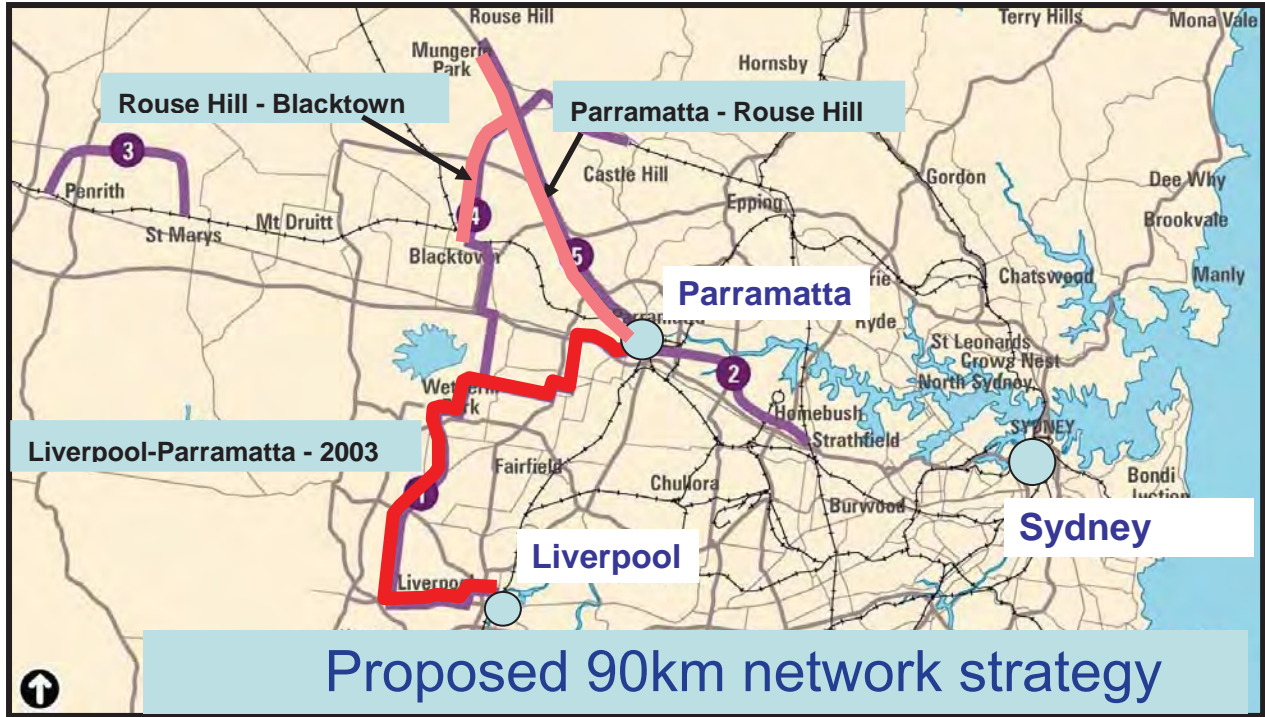 Rouse Hill
Terry Hills
Mona Vale
Mungerie
Park
Hornsby
Rouse Hill - Blacktown
Parramatta - Rouse Hill
3
Penrith
Castle Hill
Gordon
Dee Why
Epping
Mt Druitt
St Marys
4
Brookvale
Blacktown
5
Chatswood
Manly
Parramatta
Ryde
St Leonards
Crows Nest
2
North Sydney
Homebush
Strathfield
SYDNEY
Liverpool-Parramatta - 2003
Fairfield
Chullora
Burwood
Bondi
Sydney
Liverpool
Liverpool
Proposed 90km network strategy